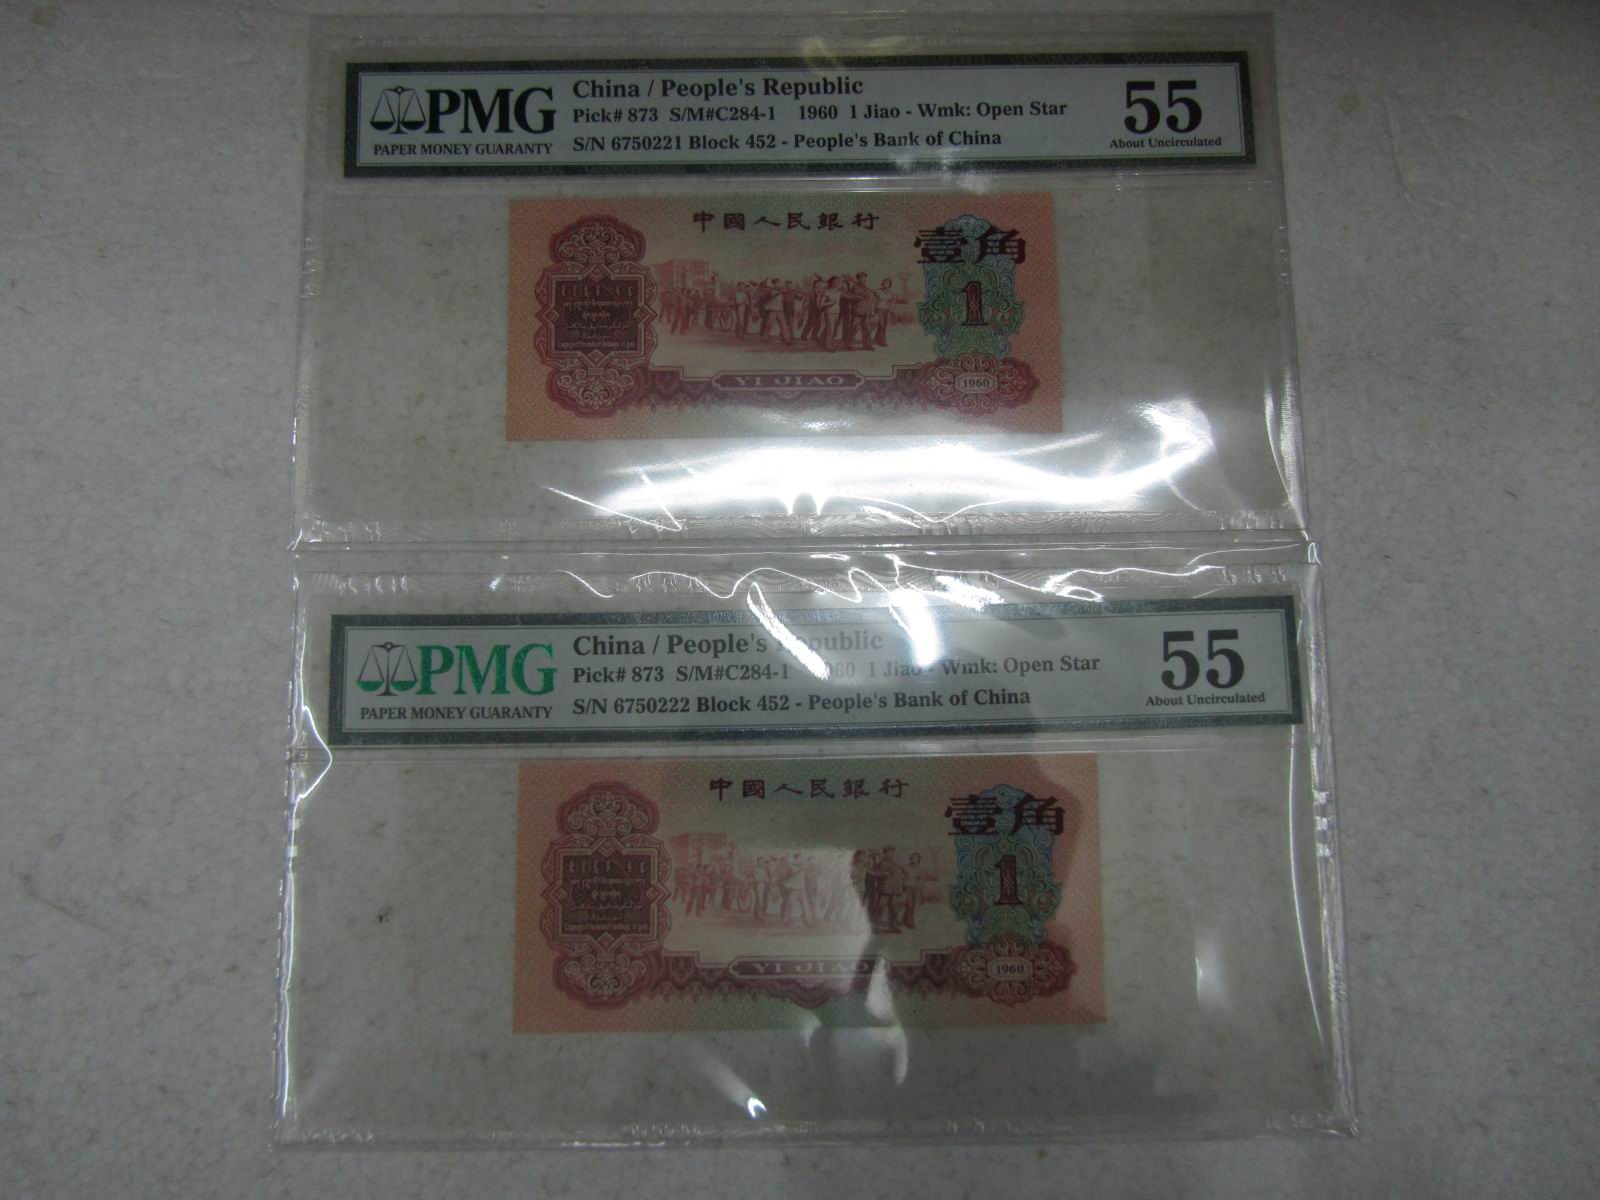 PMG
PAPER MONEY GUARANTY
China / People's Republic
Pick# 873 S/M#C284-1 1960 1 Jiao - Wmk: Open Star
S/N 6750221 Block 452 - People's Bank of China
55
About Uncirculated
中國人民銀行
壹角
1
YI JIAO
1960
PMG
PAPER MONEY GUARANTY
China / People's Republic
Pick# 873 S/M#C284-1 1960 1 Jiao - Wmk: Open Star
S/N 6750222 Block 452 - People's Bank of China
55
About Uncirculated
中國人民銀行
壹角
1
YI JIAO
1960